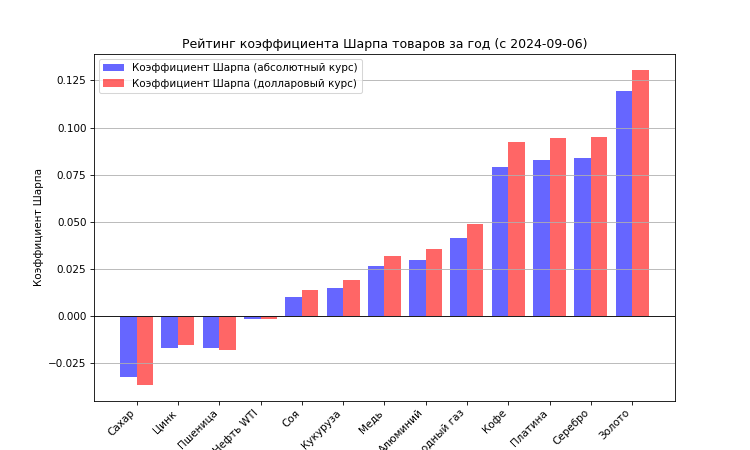 Рейтинг коэффициента Шарпа товаров за год (с 2024-09-06)
Коэффициент Шарпа (абсолютный курс)
Коэффициент Шарпа (долларовый курс)
Коэффициент Шарпа
0.125
0.100
0.075
0.050
0.025
0.000
−0.025
Сахар
Цинк
Пшеница
Нефть WTI
Соя
Кукуруза
Медь
Алюминий
газ
Кофе
Платина
Серебро
Золото